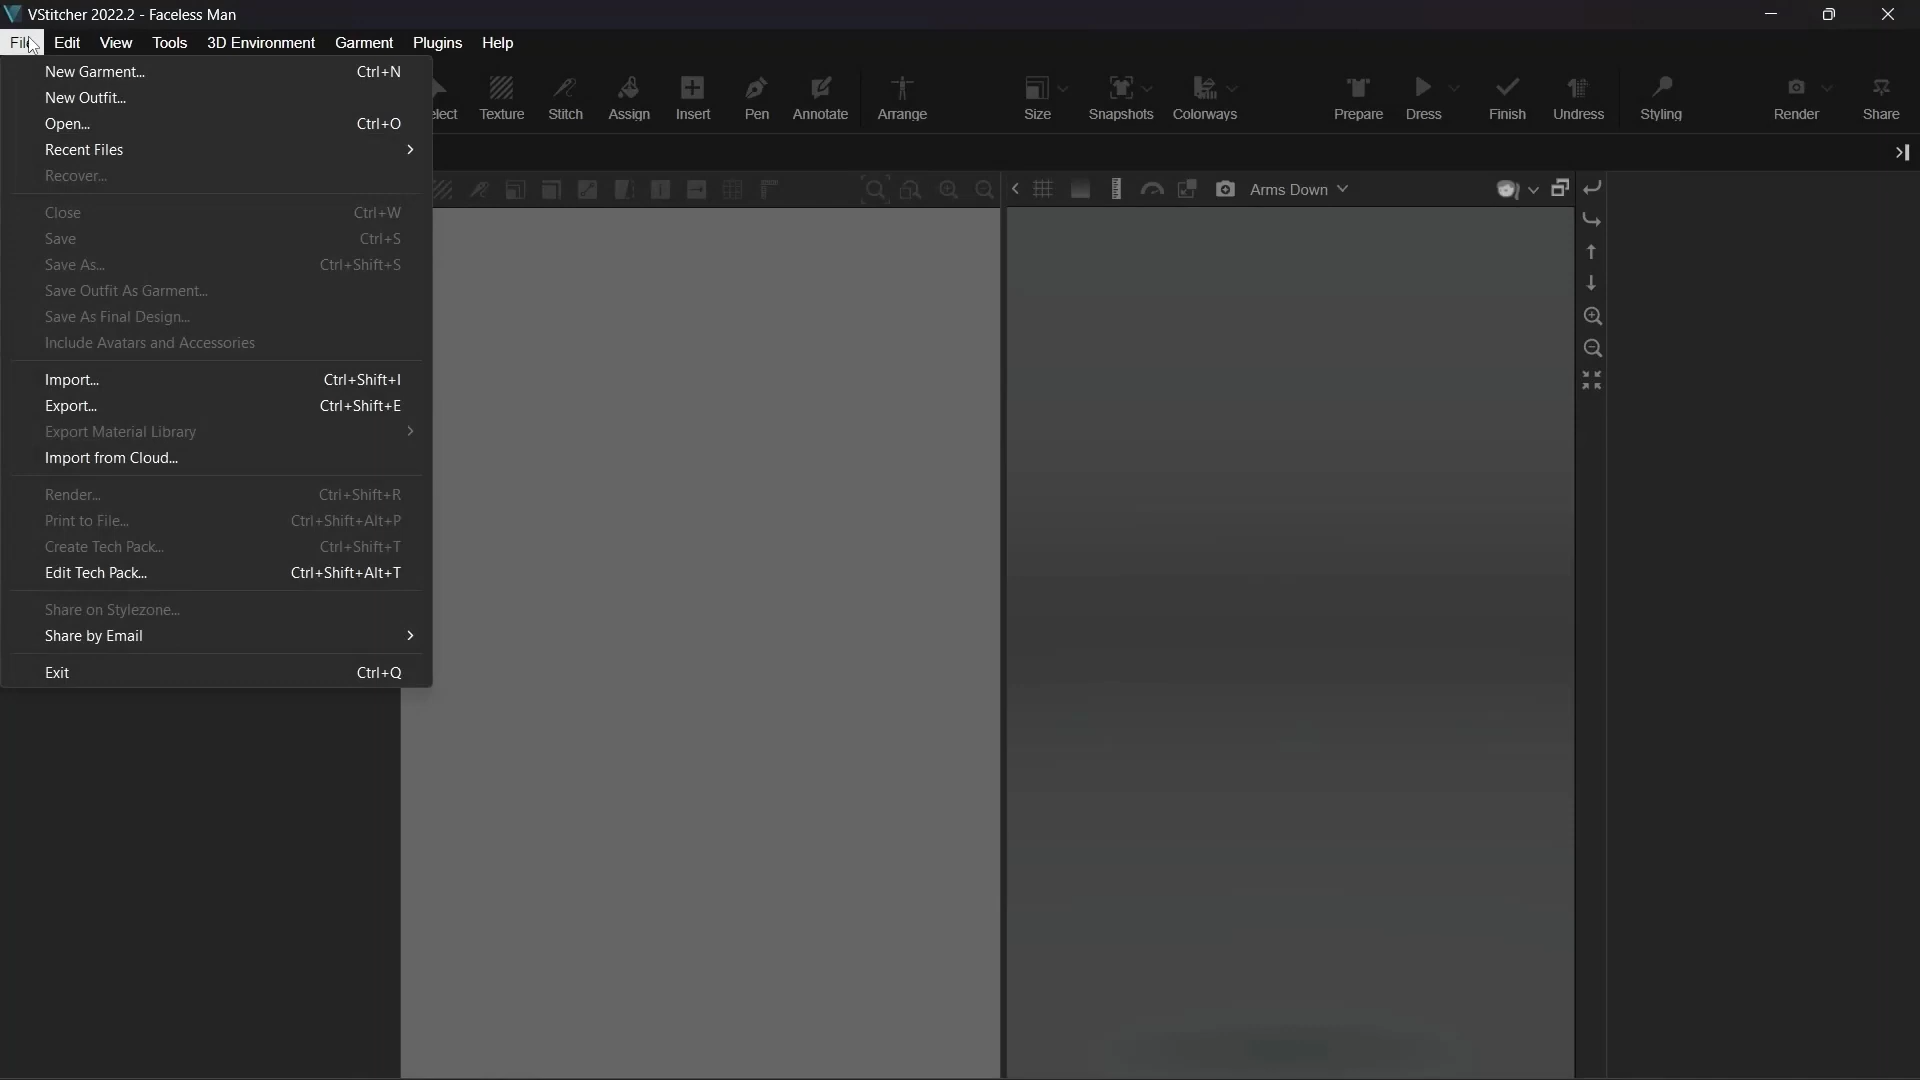 VStitcher 2022.2 - Faceless Man
File Edit View Tools 3D Environment Garment Plugins Help
New Garment... Ctrl+N
New Outfit...
Open... Ctrl+O
Recent Files
Recover...
Close Ctrl+W
Save Ctrl+S
Save As... Ctrl+Shift+S
Save Outfit As Garment...
Save As Final Design...
Include Avatars and Accessories
Import... Ctrl+Shift+I
Export... Ctrl+Shift+E
Export Material Library
Import from Cloud...
Render... Ctrl+Shift+R
Print to File... Ctrl+Shift+Alt+P
Create Tech Pack... Ctrl+Shift+T
Edit Tech Pack... Ctrl+Shift+Alt+T
Share on Stylezone...
Share by Email
Exit Ctrl+Q
elect Texture Stitch Assign Insert Pen Annotate Arrange Size Snapshots Colorways Prepare Dress Finish Undress Styling Render Share
Arms Down